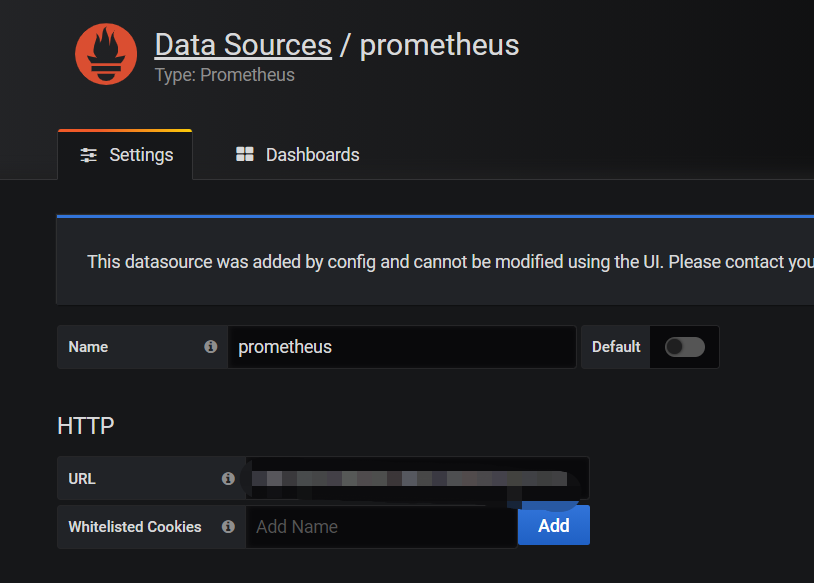 Data Sources / prometheus
Type: Prometheus
Settings
Dashboards
This datasource was added by config and cannot be modified using the UI. Please contact you
Name
prometheus
Default
HTTP
URL
Whitelisted Cookies
Add Name
Add